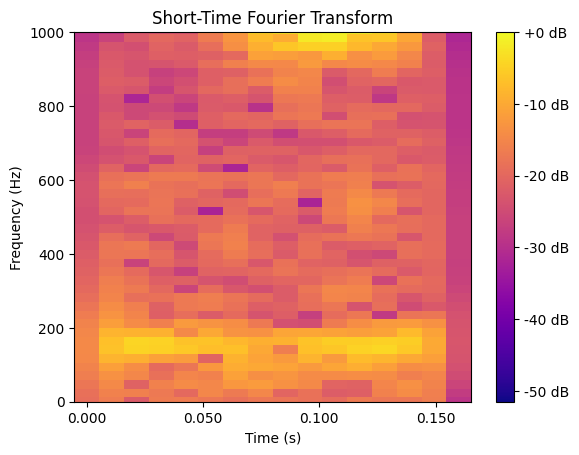 Short-Time Fourier Transform
1000
800
600
400
200
0
Frequency (Hz)
0.000
0.050
0.100
0.150
Time (s)
+0 dB
-10 dB
-20 dB
-30 dB
-40 dB
-50 dB